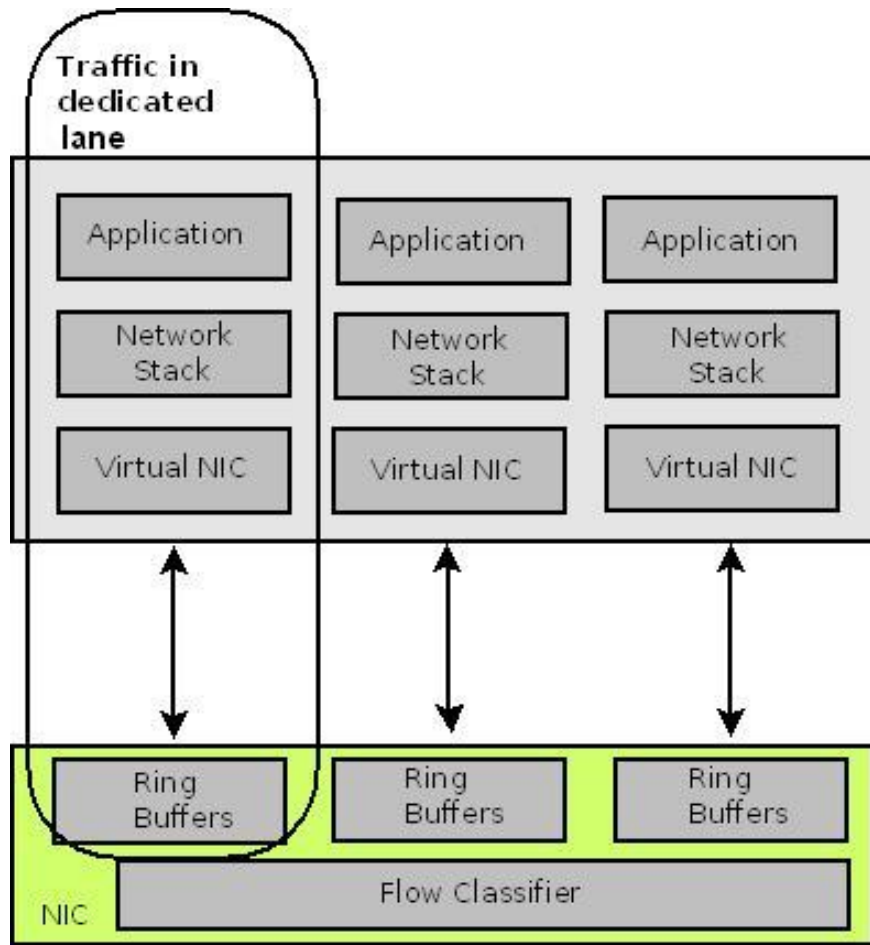 Traffic in
dedicated
lane
Application
Application
Application
Network
Stack
Network
Stack
Network
Stack
Virtual NIC
Virtual NIC
Virtual NIC
Ring
Buffers
Ring
Buffers
Ring
Buffers
Flow Classifier
NIC